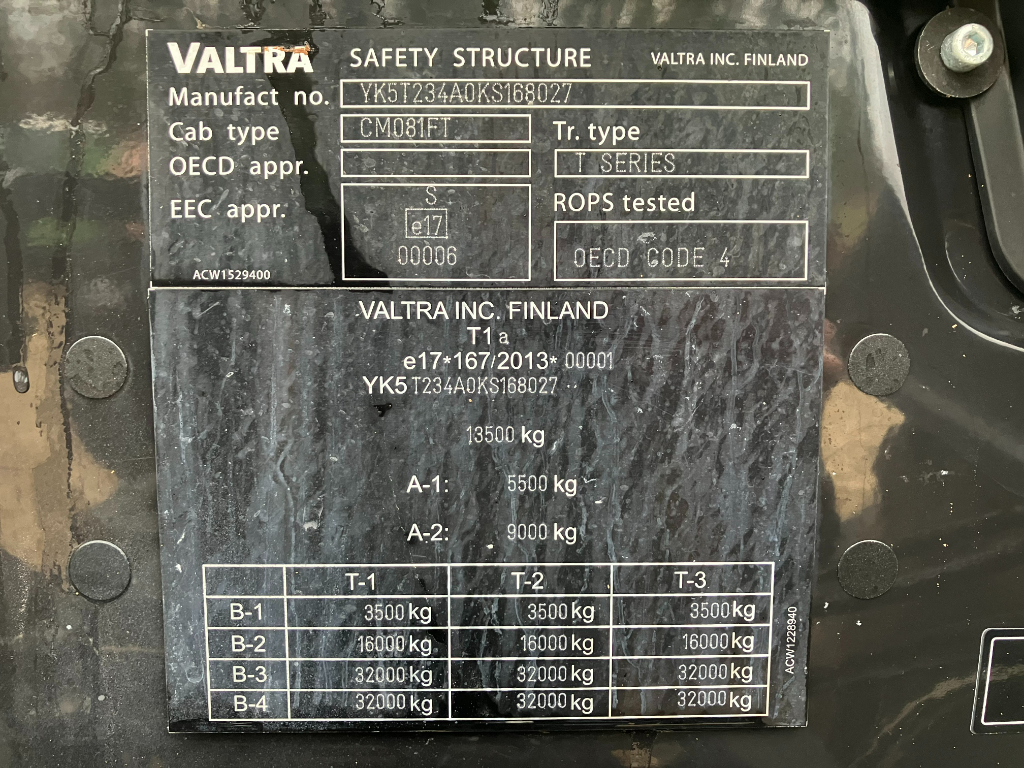 VALTRA SAFETY STRUCTURE VALTRA INC. FINLAND
Manufact no. YK5T234A0KS168027
Cab type CM081FT Tr. type
OECD appr. T SERIES
EEC appr. S ROPS tested
e17
00006 OECD CODE 4
ACW1529400
VALTRA INC. FINLAND
T1 a
e17*167/2013* 00001
YK5 T234A0KS168027
13500 kg
A-1: 5500 kg
A-2: 9000 kg
T-1 T-2 T-3
B-1 3500 kg 3500 kg 3500 kg
B-2 16000 kg 16000 kg 16000 kg
B-3 32000 kg 32000 kg 32000 kg
B-4 32000 kg 32000 kg 32000 kg
ACW1228940